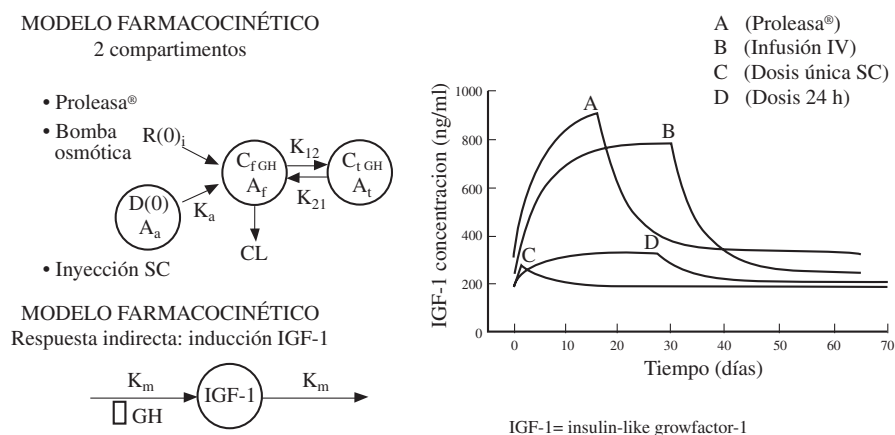 MODELO FARMACOCINÉTICO
2 compartimentos
• Proleasa®
• Bomba
osmótica
R(0)i
K12
K21
Cf GH
Af
Ct GH
At
D(0)
Aa
Ka
CL
• Inyección SC
MODELO FARMACOCINÉTICO
Respuesta indirecta: inducción IGF-1
Km
IGF-1
Km
GH
A (Proleasa®)
B (Infusión IV)
C (Dosis única SC)
D (Dosis 24 h)
IGF-1 concentracion (ng/ml)
1000
800
600
400
200
0
A
B
C
D
0 10 20 30 40 50 60 70
Tiempo (días)
IGF-1= insulin-like growfactor-1